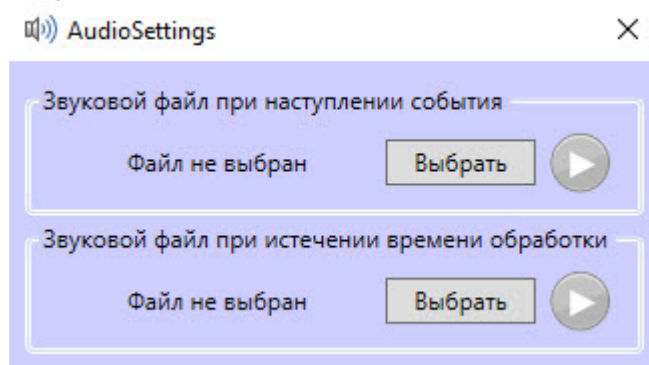 AudioSettings
Звуковой файл при наступлении события
Файл не выбран Выбрать
Звуковой файл при истечении времени обработки
Файл не выбран Выбрать